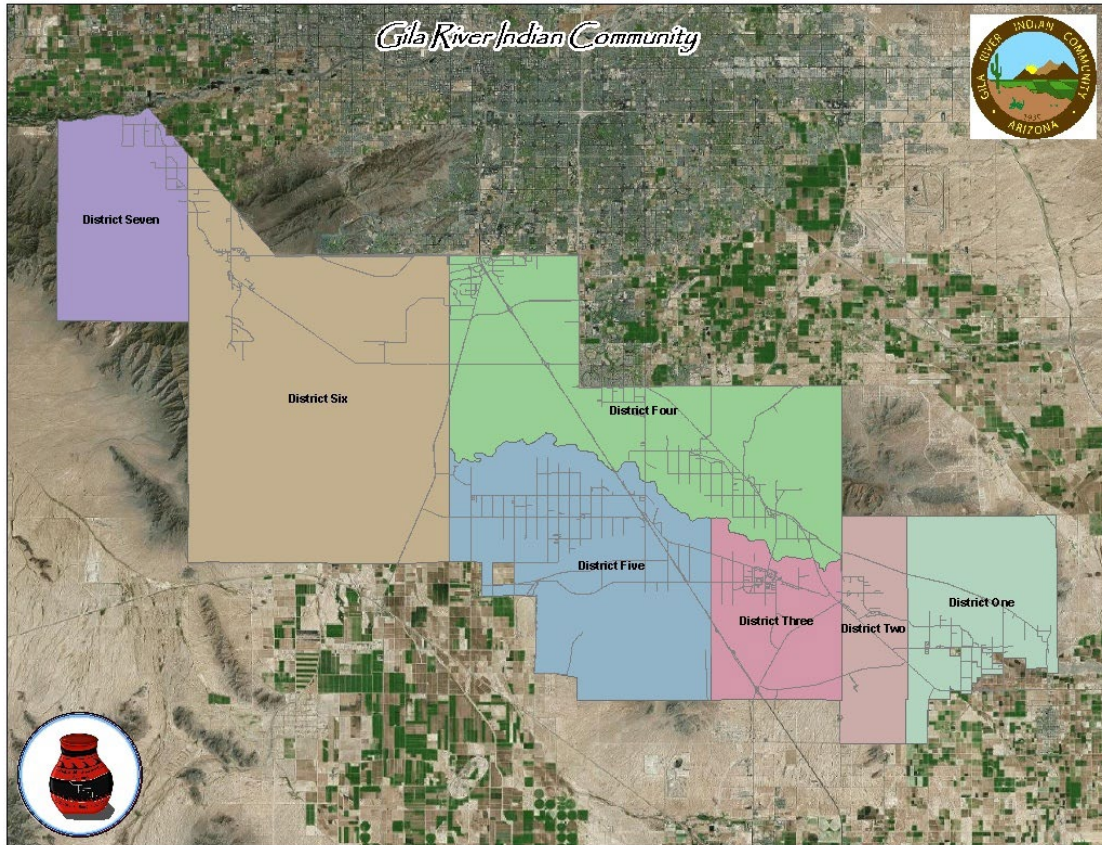 Gila River Indian Community
GILA RIVER INDIAN COMMUNITY
ARIZONA
District Seven
District Six
District Four
District Five
District One
District Three
District Two